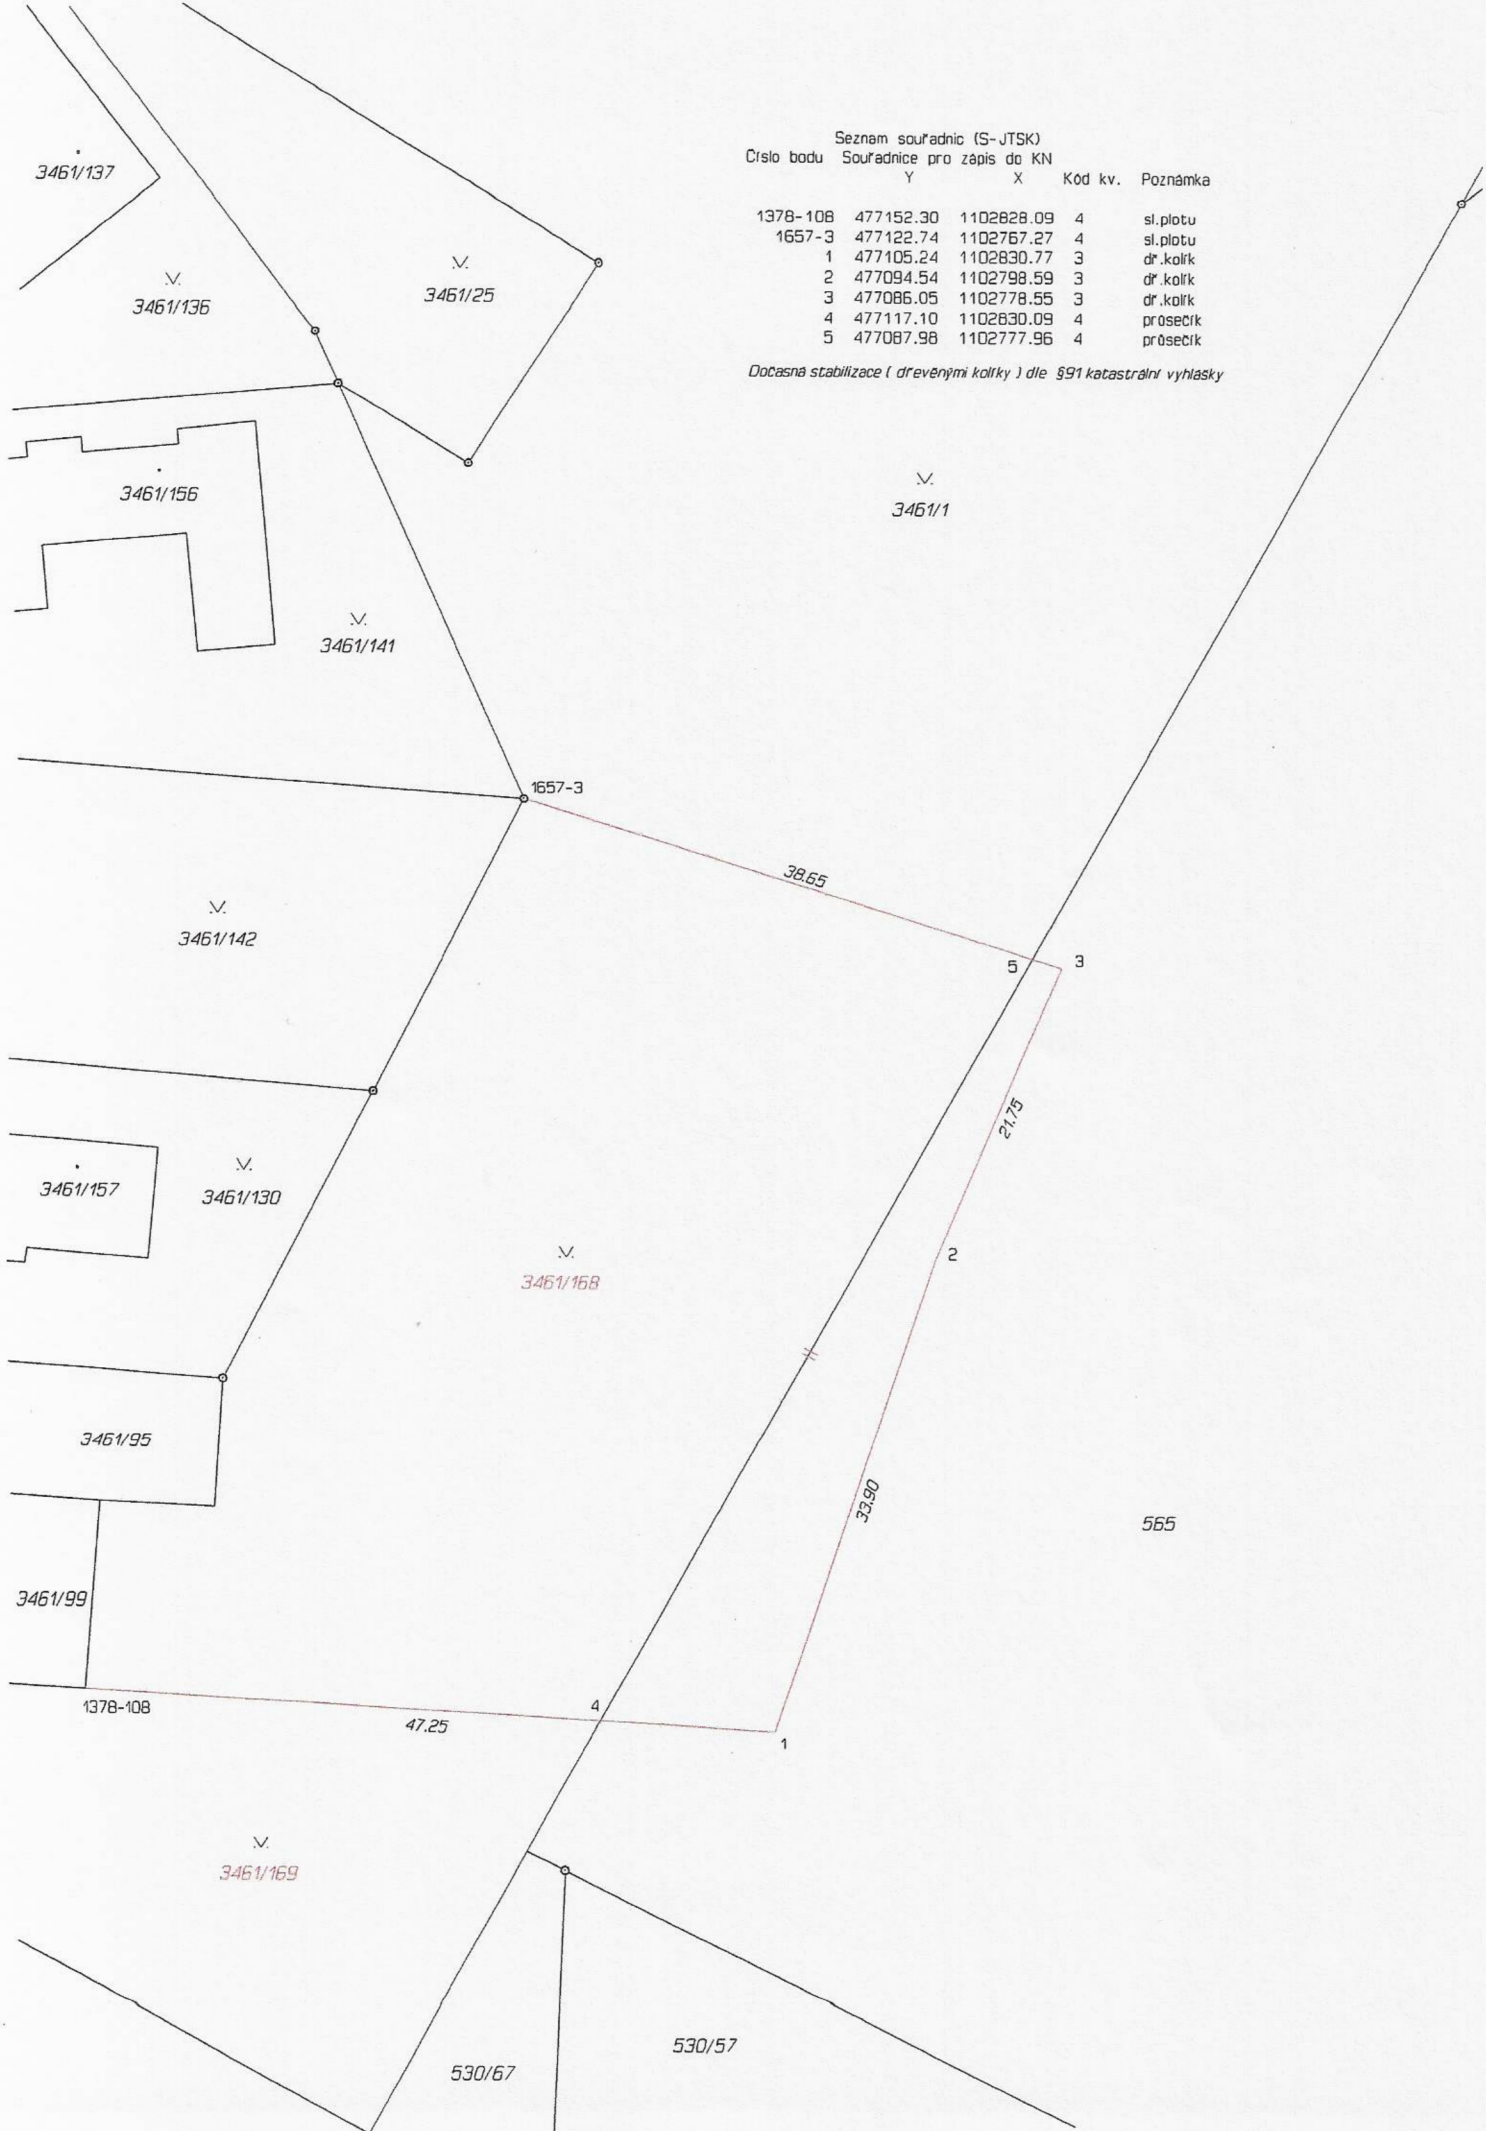 Seznam souřadnic (S-JTSK)
Číslo bodu Souřadnice pro zápis do KN
Y X Kód kv. Poznámka
1378-108 477152.30 1102828.09 4 sl.plotu
1657-3 477122.74 1102767.27 4 sl.plotu
1 477105.24 1102830.77 3 dř.kolík
2 477094.54 1102798.59 3 dř.kolík
3 477086.05 1102778.55 3 dř.kolík
4 477117.10 1102830.09 4 průsečík
5 477087.98 1102777.96 4 průsečík
Dočasná stabilizace ( dřevěnými kolíky ) dle §91 katastrální vyhlášky
3461/137
3461/136
3461/25
3461/156
3461/1
3461/141
1657-3
38.65
3461/142
5
3
21.75
3461/157
3461/130
2
3461/168
3461/95
33.90
565
3461/99
1378-108
47.25
4
1
3461/169
530/67
530/57